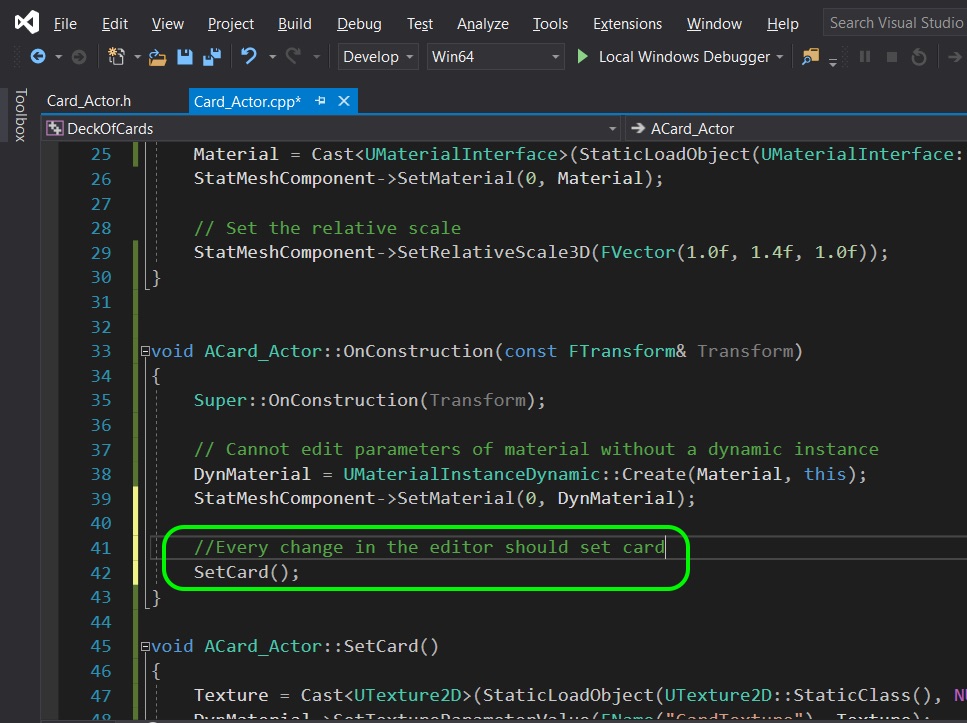 File Edit View Project Build Debug Test Analyze Tools Extensions Window Help Search Visual Studio
Develop Win64 Local Windows Debugger
Toolbox
Card_Actor.h Card_Actor.cpp*
DeckOfCards ACard_Actor
25 Material = Cast<UMaterialInterface>(StaticLoadObject(UMaterialInterface:
26 StatMeshComponent->SetMaterial(0, Material);
27
28 // Set the relative scale
29 StatMeshComponent->SetRelativeScale3D(FVector(1.0f, 1.4f, 1.0f));
30 }
31
32
33 void ACard_Actor::OnConstruction(const FTransform& Transform)
34 {
35 Super::OnConstruction(Transform);
36
37 // Cannot edit parameters of material without a dynamic instance
38 DynMaterial = UMaterialInstanceDynamic::Create(Material, this);
39 StatMeshComponent->SetMaterial(0, DynMaterial);
40
41 //Every change in the editor should set card
42 SetCard();
43 }
44
45 void ACard_Actor::SetCard()
46 {
47 Texture = Cast<UTexture2D>(StaticLoadObject(UTexture2D::StaticClass(), NU
48 DynMaterial->SetTextureParameterValue(FName("CardTexture"), Texture);